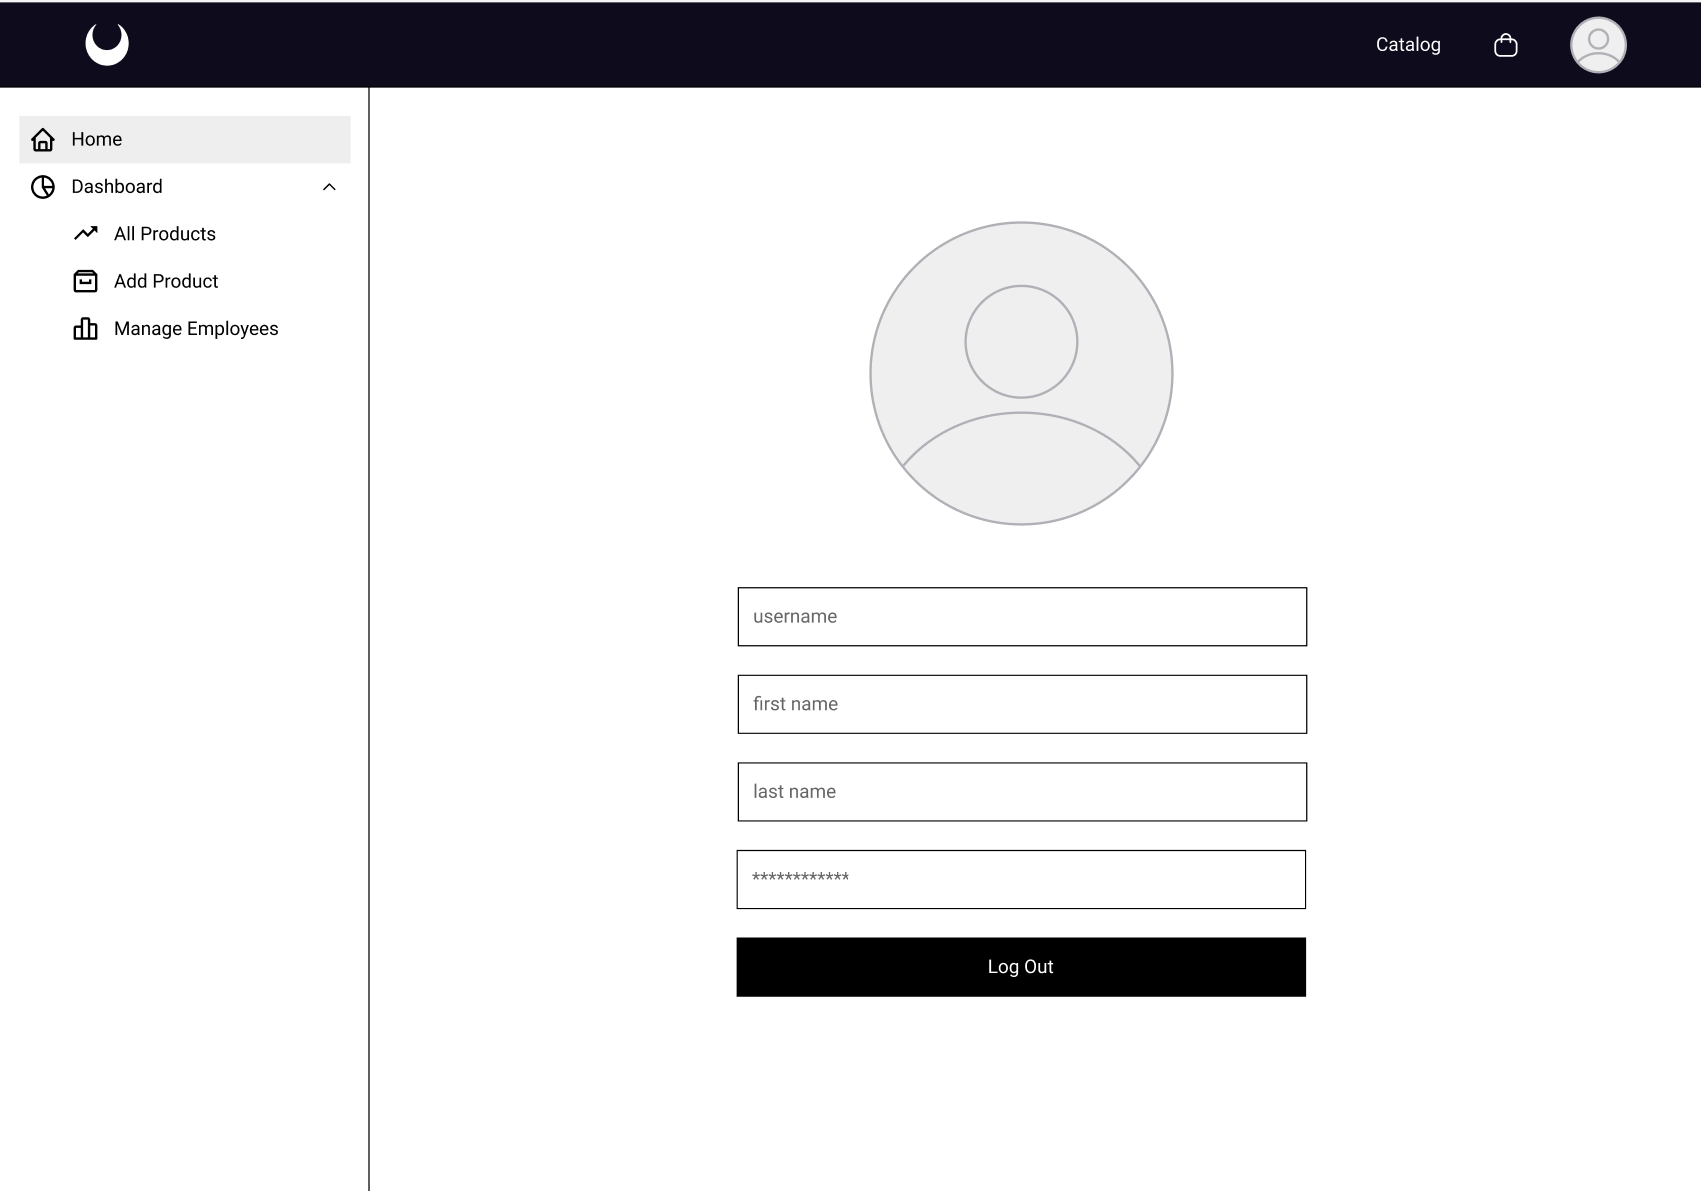 Catalog
Home
Dashboard
All Products
Add Product
Manage Employees
username
first name
last name
************
Log Out